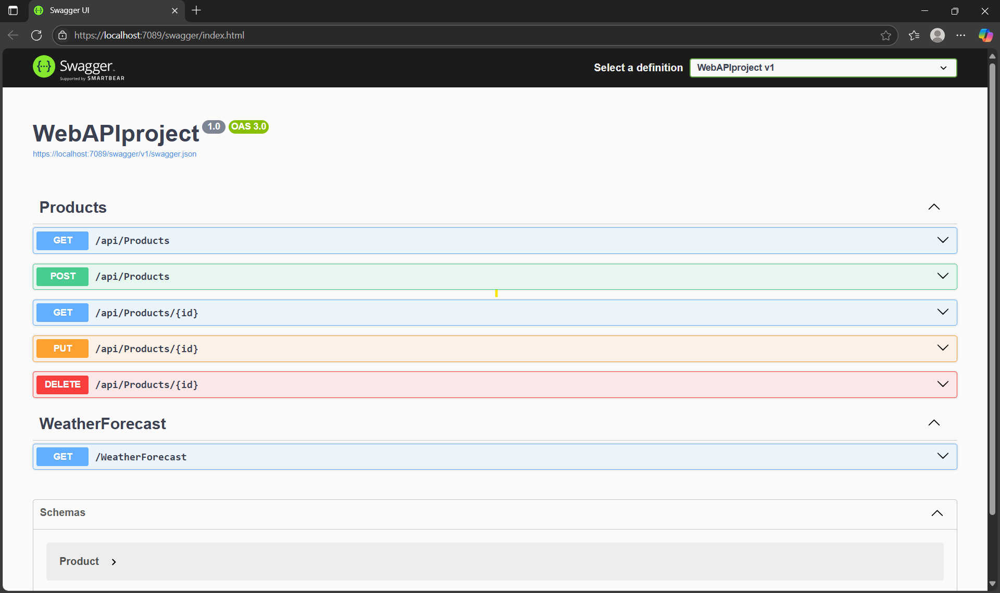 Swagger UI
https://localhost:7089/swagger/index.html
{···} Swagger™
Supported by SMARTBEAR
Select a definition
WebAPIproject v1
WebAPIproject 1.0 OAS 3.0
https://localhost:7089/swagger/v1/swagger.json
Products
GET /api/Products
POST /api/Products
GET /api/Products/{id}
PUT /api/Products/{id}
DELETE /api/Products/{id}
WeatherForecast
GET /WeatherForecast
Schemas
Product